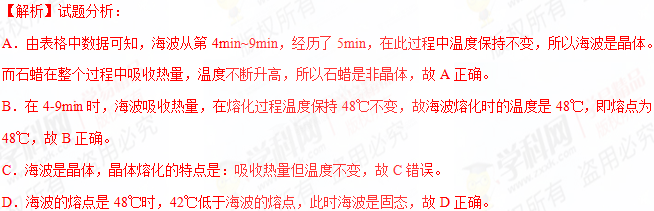 【解析】试题分析：
A．由表格中数据可知，海波从第 4min~9min，经历了 5min，在此过程中温度保持不变，所以海波是晶体。
而石蜡在整个过程中吸收热量，温度不断升高，所以石蜡是非晶体，故 A 正确。
B．在 4-9min 时，海波吸收热量，在熔化过程温度保持 48℃不变，故海波熔化时的温度是 48℃，即熔点为
48℃，故 B 正确。
C．海波是晶体，晶体熔化的特点是：吸收热量但温度不变，故 C 错误。
D．海波的熔点是 48℃时，42℃低于海波的熔点，此时海波是固态，故 D 正确。